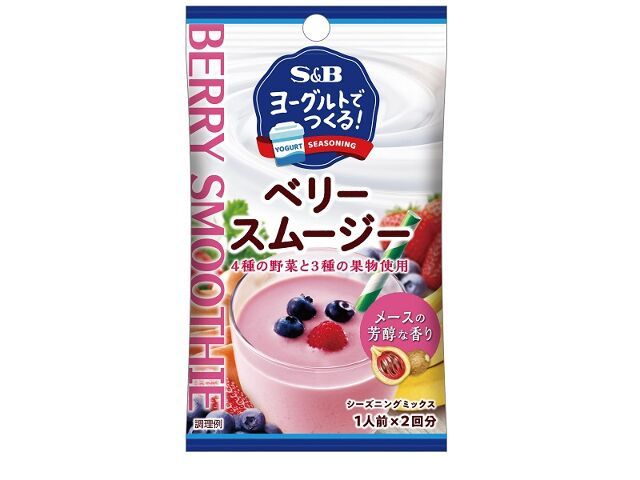 BERRY SMOOTHIE
S&B
ヨーグルトで
つくる!
YOGURT
SEASONING
ベリー
スムージー
4種の野菜と3種の果物使用
メースの
芳醇な香り
シーズニングミックス
1人前×2回分
調理例